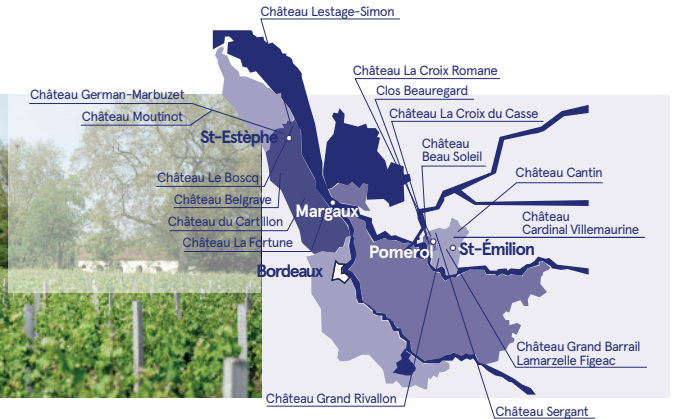 Château Lestage-Simon
Château La Croix Romane
Clos Beauregard
Château German-Marbuzet
Château Moutinot
Château La Croix du Casse
St-Estèphe
Château
Beau Soleil
Château Le Boscq
Château Cantin
Château Belgrave
Margaux
Château du Cartillon
Château
Cardinal Villemaurine
Château La Fortune
Pomerol
St-Émilion
Bordeaux
Château Grand Barrail
Lamarzelle Figeac
Château Grand Rivallon
Château Sergant